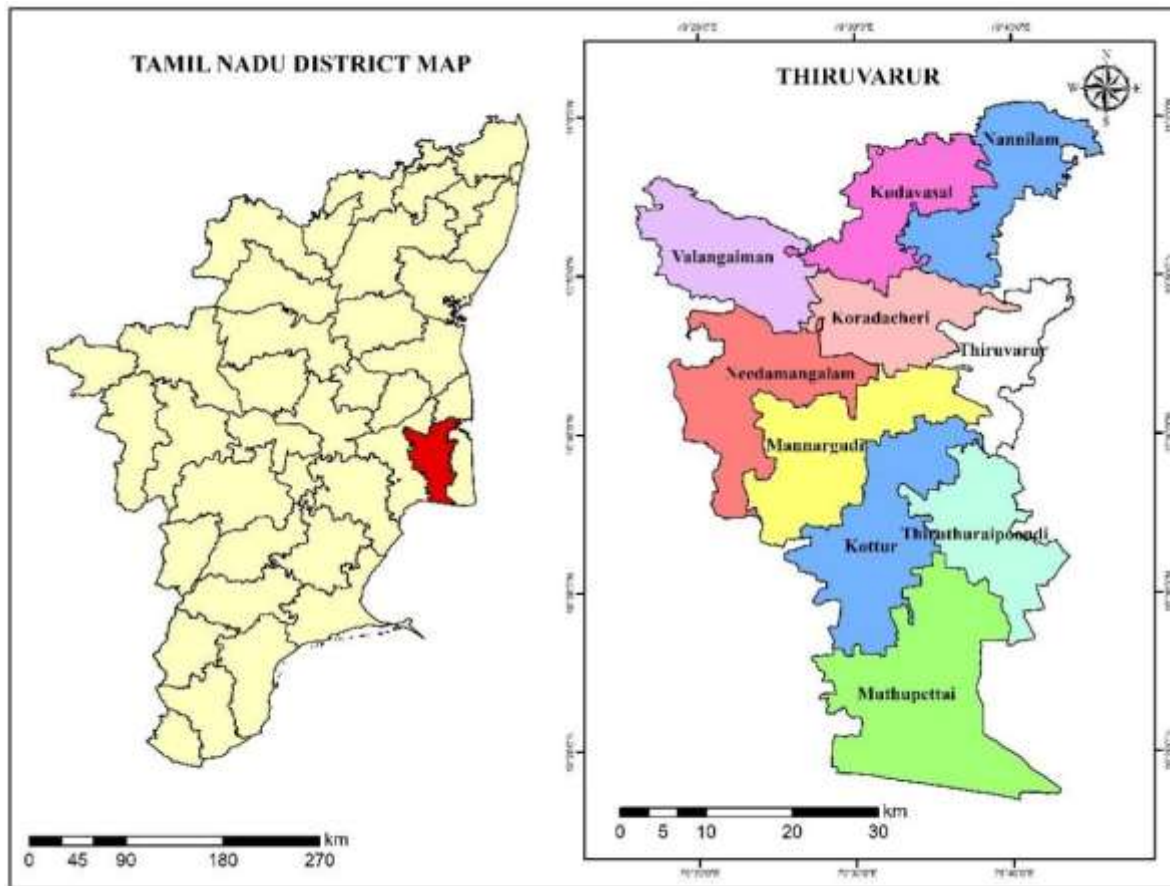 TAMIL NADU DISTRICT MAP
km
0 45 90 180 270
THIRUVARUR
N
W E
S
Nannilam
Kudavasal
Valangaiman
Koradacheri
Thiruvarur
Needamangalam
Mannargudi
Thiruthuraipoondi
Kottur
Muthupettai
km
0 5 10 20 30